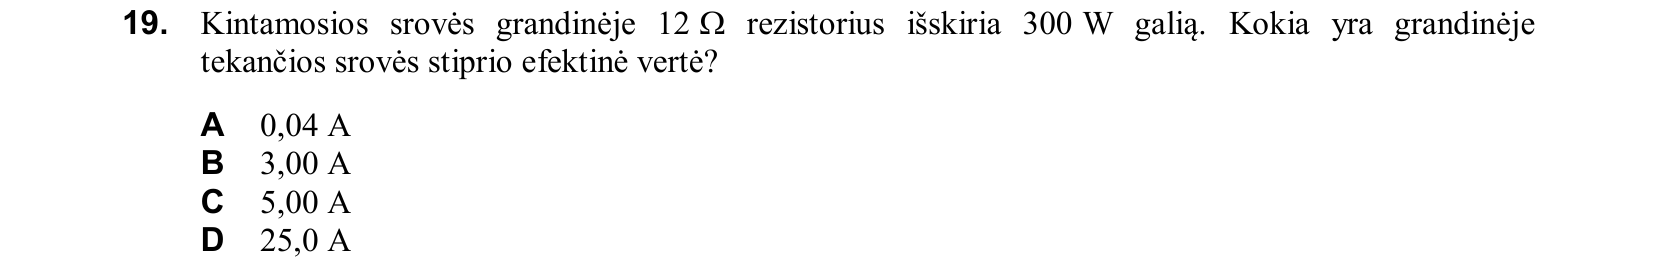 19. Kintamosios srovės grandinėje 12 Ω rezistorius išskiria 300 W galią. Kokia yra grandinėje
tekančios srovės stiprio efektinė vertė?
A 0,04 A
B 3,00 A
C 5,00 A
D 25,0 A